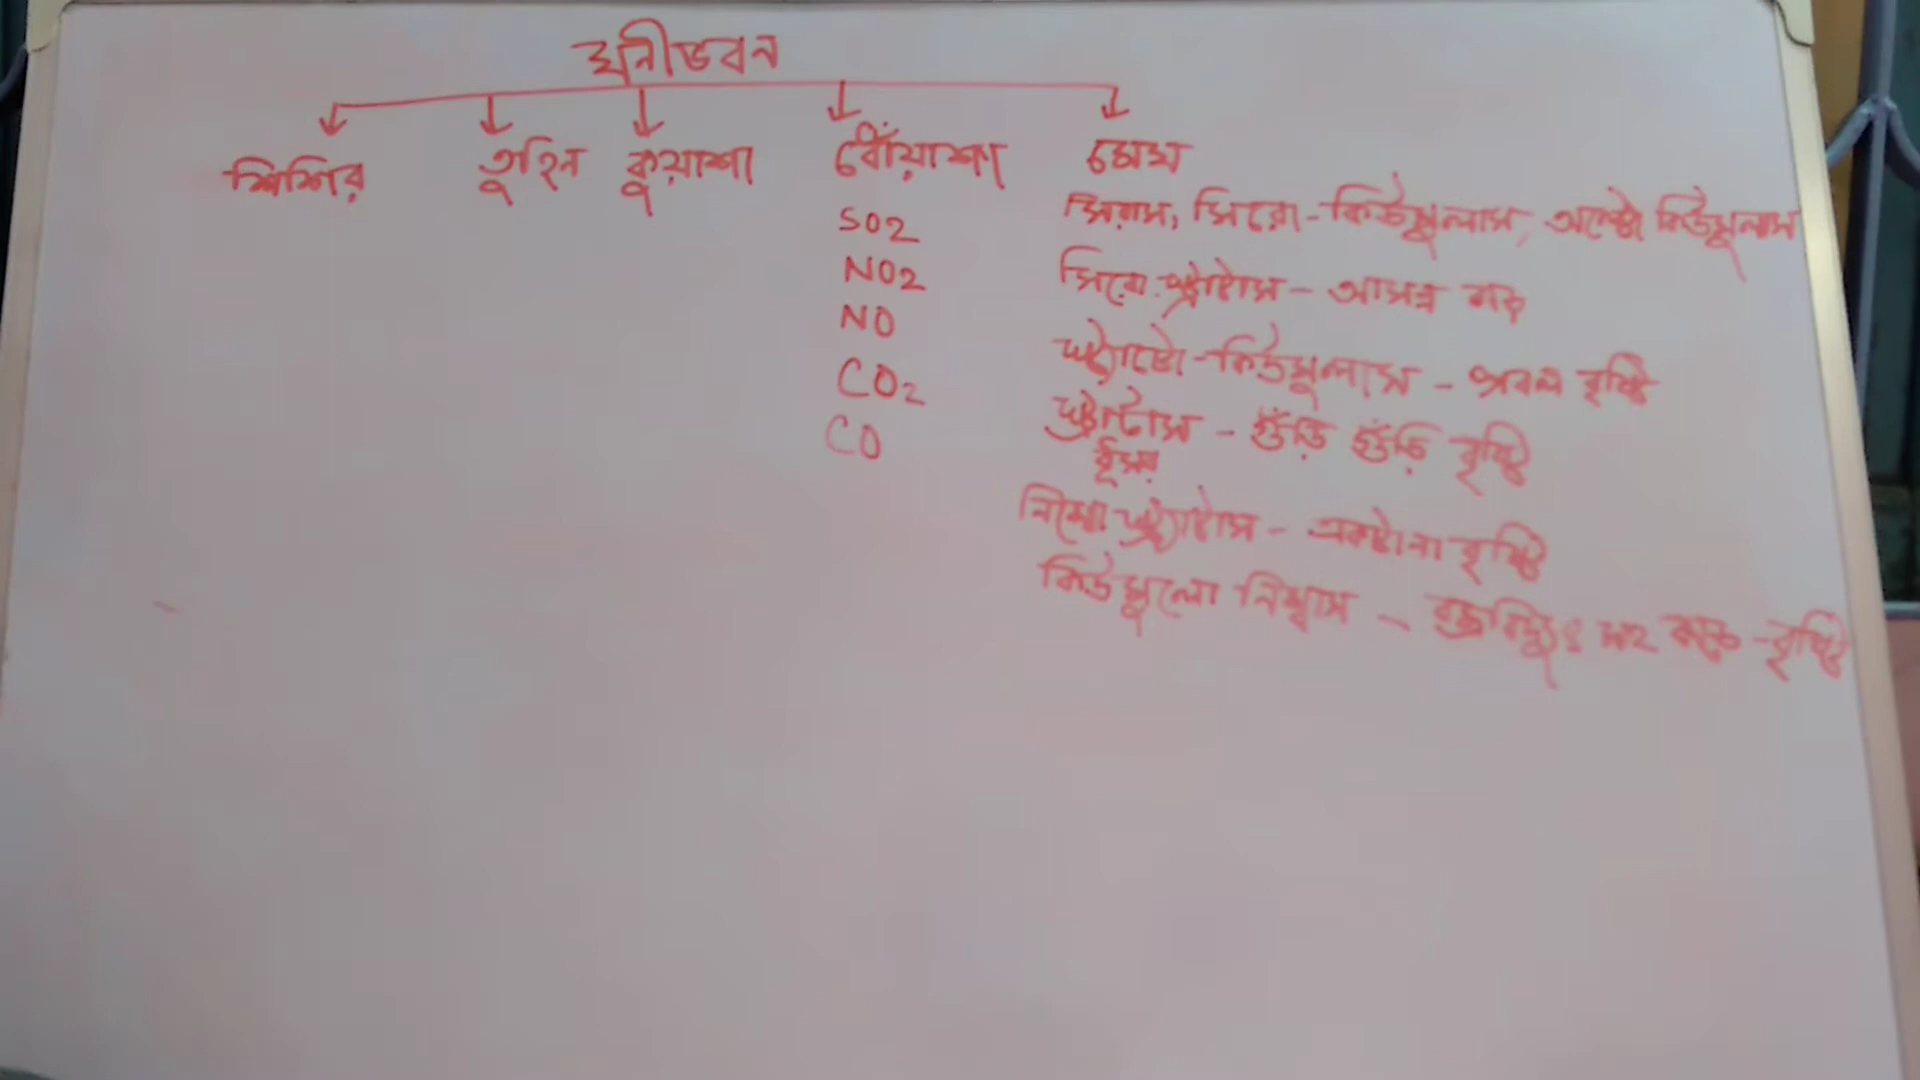 ঘনীভবন
শিশির তুহিন কুয়াশা ধোঁয়াশা মেঘ
SO2
NO2
NO
CO2
CO
সিরাস, সিরো-কিউমুলাস, অল্টো কিউমুলাস
সিরো-স্ট্রাটাস - আসন্ন ঝড়
স্ট্র্যাটো-কিউমুলাস - প্রবল বৃষ্টি
স্ট্রাটাস - গুঁড়ি গুঁড়ি বৃষ্টি
ধূসর
নিম্বো-স্ট্র্যাটাস - একটানা বৃষ্টি
কিউমুলো নিম্বাস - বজ্রবিদ্যুৎ সহ ঝড়-বৃষ্টি